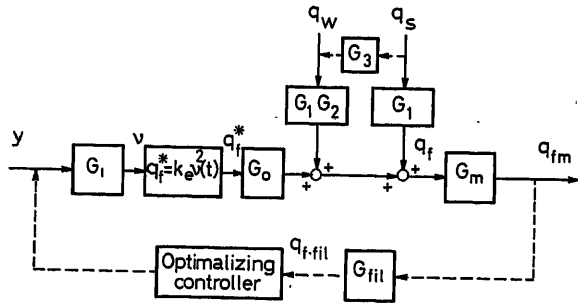 q_w q_s
G_3
G_1 G_2 G_1
y ν q_f^* q_f q_fm
G_1 q_f^*=k_e ν^2(t) G_o G_m
+ + + +
q_f-fil
Optimalizing
controller
G_fil